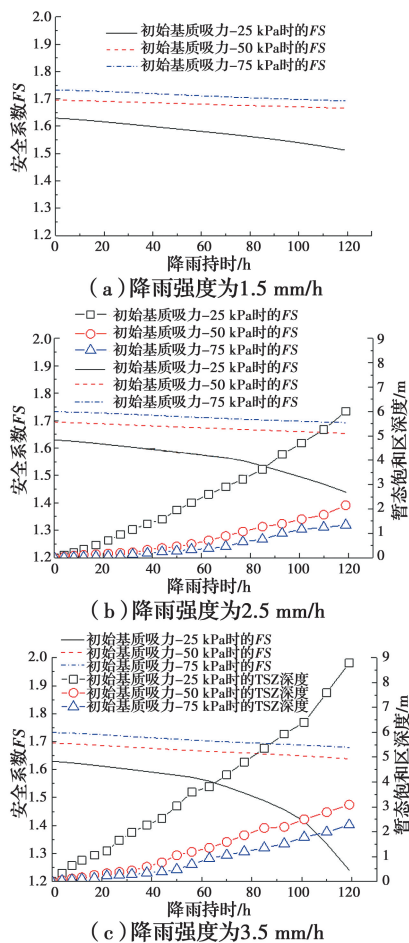 初始基质吸力-25 kPa时的FS
初始基质吸力-50 kPa时的FS
初始基质吸力-75 kPa时的FS
安全系数FS
2.0
1.9
1.8
1.7
1.6
1.5
1.4
1.3
1.2
0 20 40 60 80 100 120 140
降雨持时/h
（a）降雨强度为1.5 mm/h
初始基质吸力-25 kPa时的FS
初始基质吸力-50 kPa时的FS
初始基质吸力-75 kPa时的FS
初始基质吸力-25 kPa时的FS
初始基质吸力-50 kPa时的FS
初始基质吸力-75 kPa时的FS
安全系数FS
2.0
1.9
1.8
1.7
1.6
1.5
1.4
1.3
1.2
9
8
7
6
5
4
3
2
1
0
暂态饱和区深度/m
0 20 40 60 80 100 120
降雨持时/h
（b）降雨强度为2.5 mm/h
初始基质吸力-25 kPa时的FS
初始基质吸力-50 kPa时的FS
初始基质吸力-75 kPa时的FS
初始基质吸力-25 kPa时的TSZ深度
初始基质吸力-50 kPa时的TSZ深度
初始基质吸力-75 kPa时的TSZ深度
安全系数FS
2.0
1.9
1.8
1.7
1.6
1.5
1.4
1.3
1.2
9
8
7
6
5
4
3
2
1
0
暂态饱和区深度/m
0 20 40 60 80 100 120
降雨持时/h
（c）降雨强度为3.5 mm/h